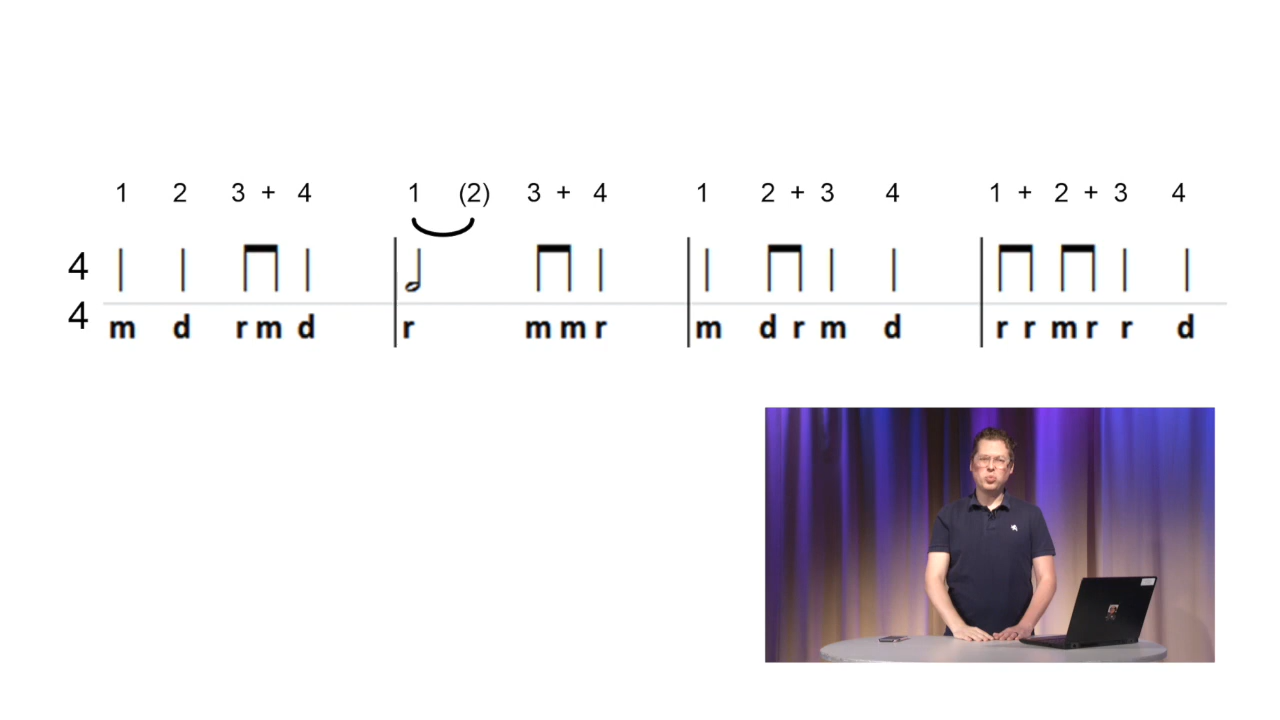 1 2 3 + 4 1 (2) 3 + 4 1 2 + 3 4 1 + 2 + 3 4
4
4
m d r m d r m m r m d r m d r r m r r d